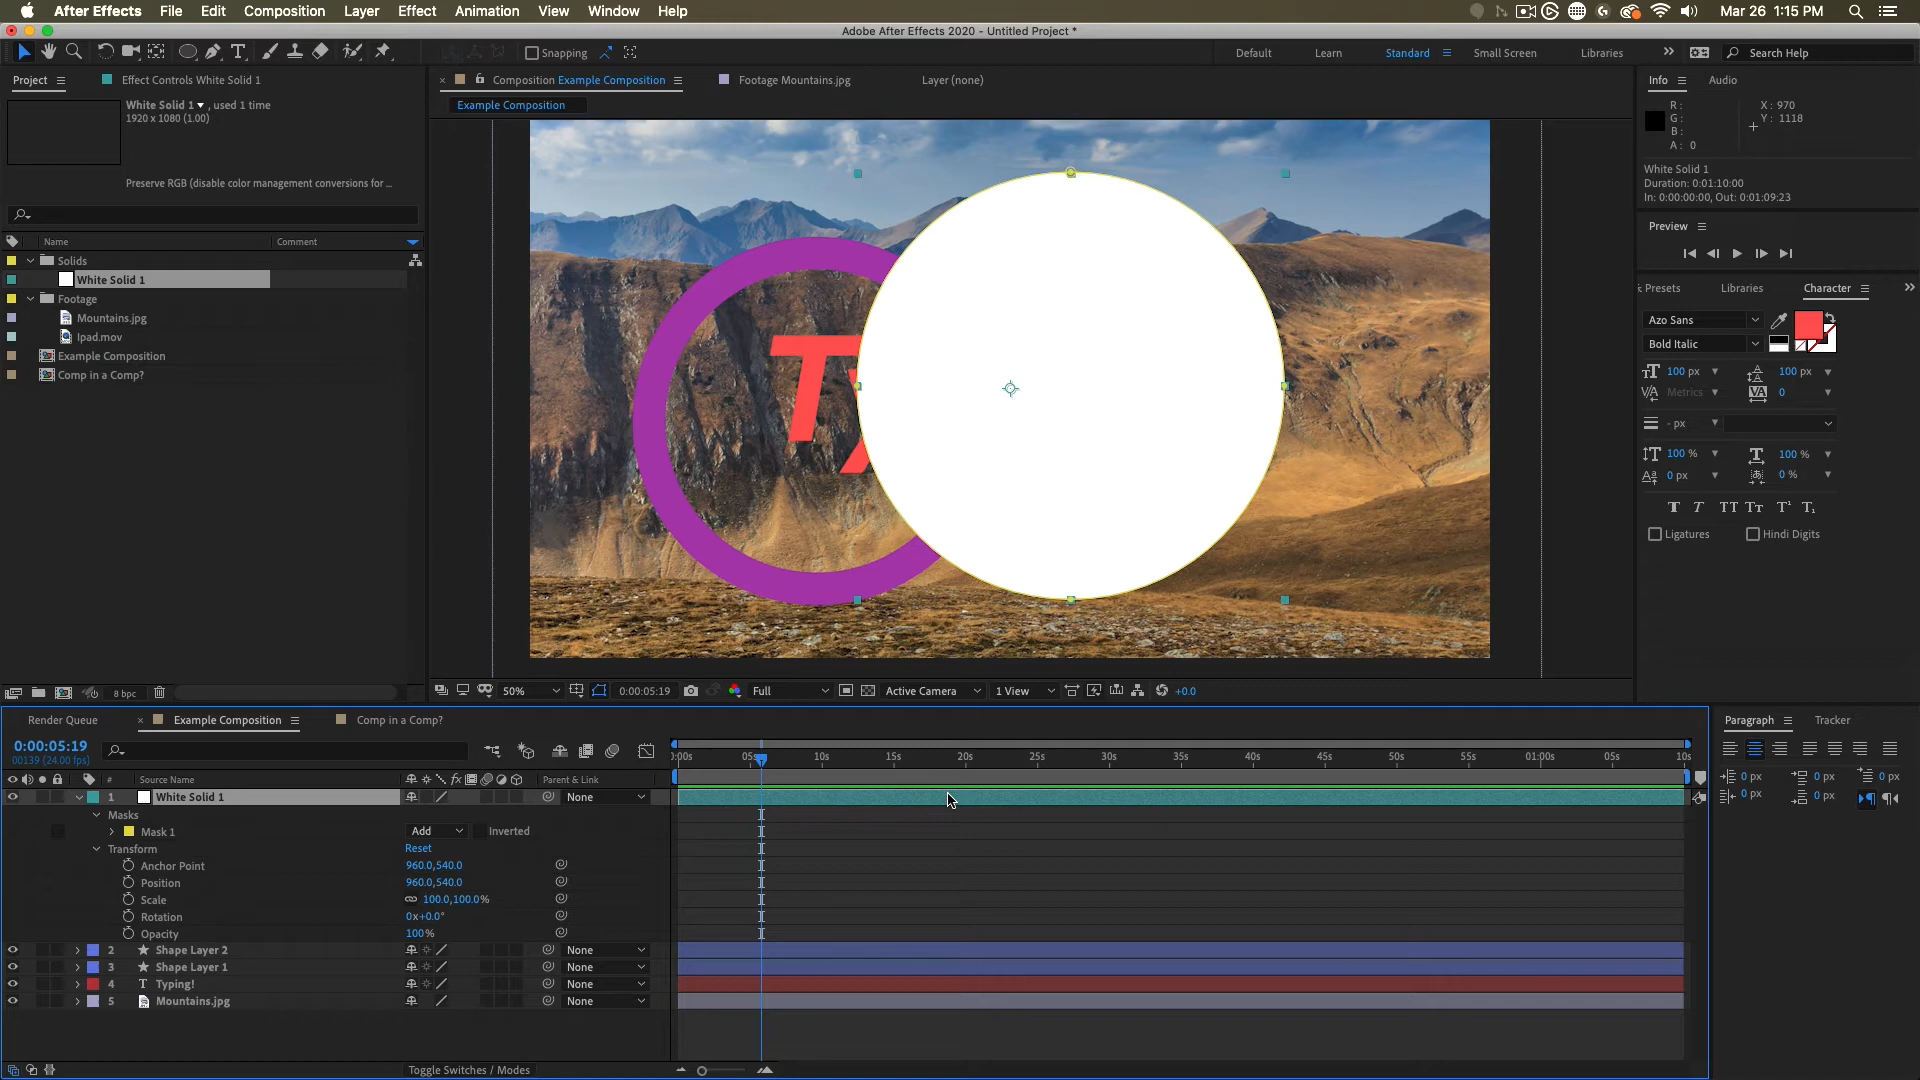 After Effects File Edit Composition Layer Effect Animation View Window Help Mar 26 1:15 PM
Adobe After Effects 2020 - Untitled Project *
Snapping Default Learn Standard Small Screen Libraries Search Help
Project Effect Controls White Solid 1
White Solid 1, used 1 time
1920 x 1080 (1.00)
Preserve RGB (disable color management conversions for ...
Name Comment
Solids
White Solid 1
Footage
Mountains.jpg
Ipad.mov
Example Composition
Comp in a Comp?
8 bpc
Composition Example Composition Footage Mountains.jpg Layer (none)
Example Composition
Ty
50% 0:00:05:19 Full Active Camera 1 View +0.0
Info Audio
R : X : 970
G : Y : 1118
B :
A : 0
White Solid 1
Duration: 0:01:10:00
In: 0:00:00:00, Out: 0:01:09:23
Preview
Presets Libraries Character
Azo Sans
Bold Italic
100 px 100 px
Metrics 0
- px
100 % 100 %
0 px 0 %
T T TT Tт T¹ T₁
Ligatures Hindi Digits
Render Queue Example Composition Comp in a Comp?
0:00:05:19
00139 (24.00 fps)
:00s 05s 10s 15s 20s 25s 30s 35s 40s 45s 50s 55s 01:00s 05s 10s
# Source Name Parent & Link
1 White Solid 1 None
Masks
Mask 1 Add Inverted
Transform Reset
Anchor Point 960.0,540.0
Position 960.0,540.0
Scale 100.0,100.0%
Rotation 0x+0.0°
Opacity 100%
2 Shape Layer 2 None
3 Shape Layer 1 None
4 T Typing! None
5 Mountains.jpg None
Toggle Switches / Modes
Paragraph Tracker
0 px 0 px 0 px
0 px 0 px